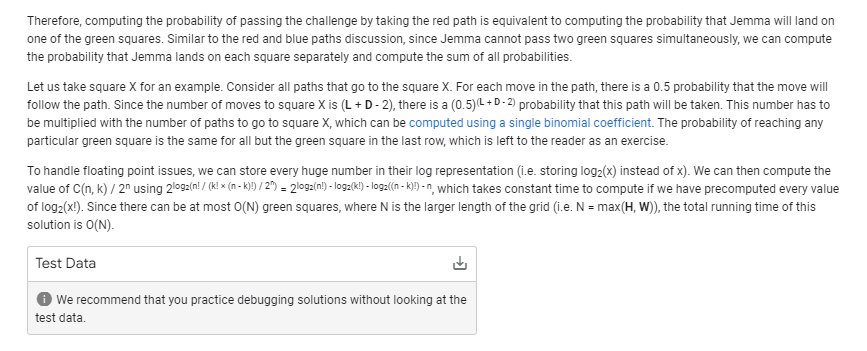 Therefore, computing the probability of passing the challenge by taking the red path is equivalent to computing the probability that Jemma will land on
one of the green squares. Similar to the red and blue paths discussion, since Jemma cannot pass two green squares simultaneously, we can compute
the probability that Jemma lands on each square separately and compute the sum of all probabilities.
Let us take square X for an example. Consider all paths that go to the square X. For each move in the path, there is a 0.5 probability that the move will
follow the path. Since the number of moves to square X is (L + D - 2), there is a (0.5)^(L + D - 2) probability that this path will be taken. This number has to
be multiplied with the number of paths to go to square X, which can be computed using a single binomial coefficient. The probability of reaching any
particular green square is the same for all but the green square in the last row, which is left to the reader as an exercise.
To handle floating point issues, we can store every huge number in their log representation (i.e. storing log₂(x) instead of x). We can then compute the
value of C(n, k) / 2ⁿ using 2^log₂(n! / (k! × (n - k)!) / 2ⁿ) = 2^log₂(n!) - log₂(k!) - log₂((n - k)!) - n, which takes constant time to compute if we have precomputed every value
of log₂(x!). Since there can be at most O(N) green squares, where N is the larger length of the grid (i.e. N = max(H, W)), the total running time of this
solution is O(N).
Test Data
We recommend that you practice debugging solutions without looking at the
test data.